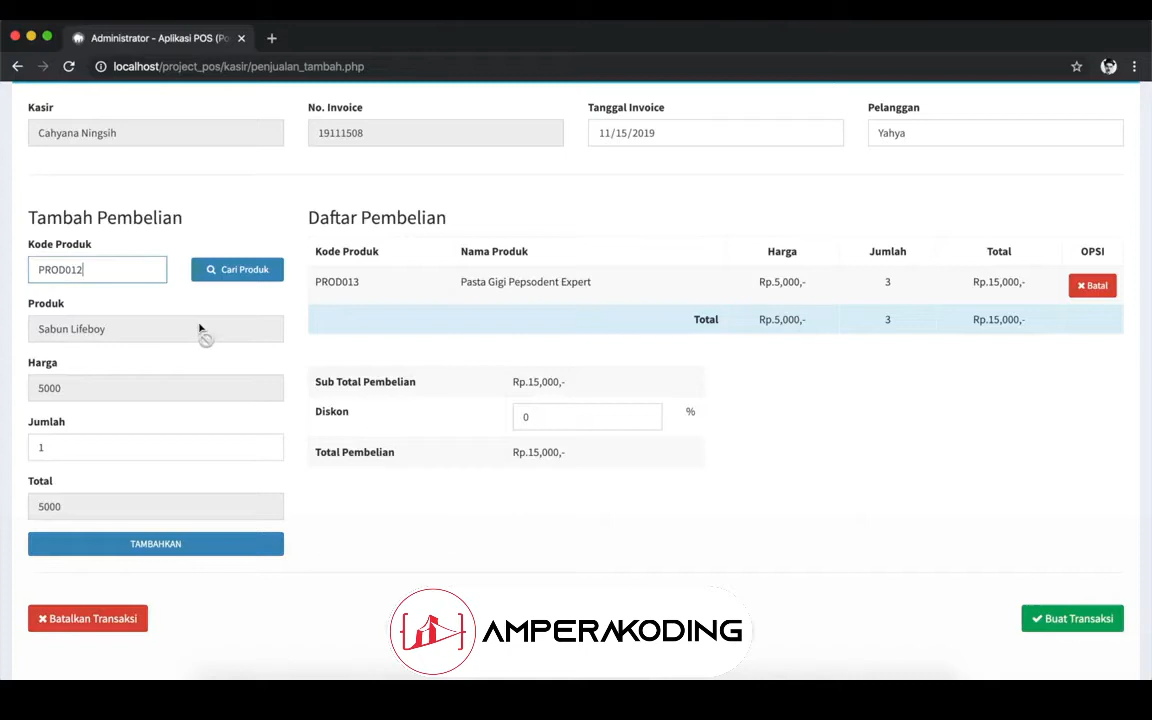 Administrator - Aplikasi POS (Po
localhost/project_pos/kasir/penjualan_tambah.php
Kasir No. Invoice Tanggal Invoice Pelanggan
Cahyana Ningsih 19111508 11/15/2019 Yahya
Tambah Pembelian
Kode Produk
PROD012 Cari Produk
Produk
Sabun Lifeboy
Harga
5000
Jumlah
1
Total
5000
TAMBAHKAN
Daftar Pembelian
Kode Produk Nama Produk Harga Jumlah Total OPSI
PROD013 Pasta Gigi Pepsodent Expert Rp.5,000,- 3 Rp.15,000,- Batal
Total Rp.5,000,- 3 Rp.15,000,-
Sub Total Pembelian Rp.15,000,-
Diskon 0 %
Total Pembelian Rp.15,000,-
Batalkan Transaksi Buat Transaksi
AMPERAKODING